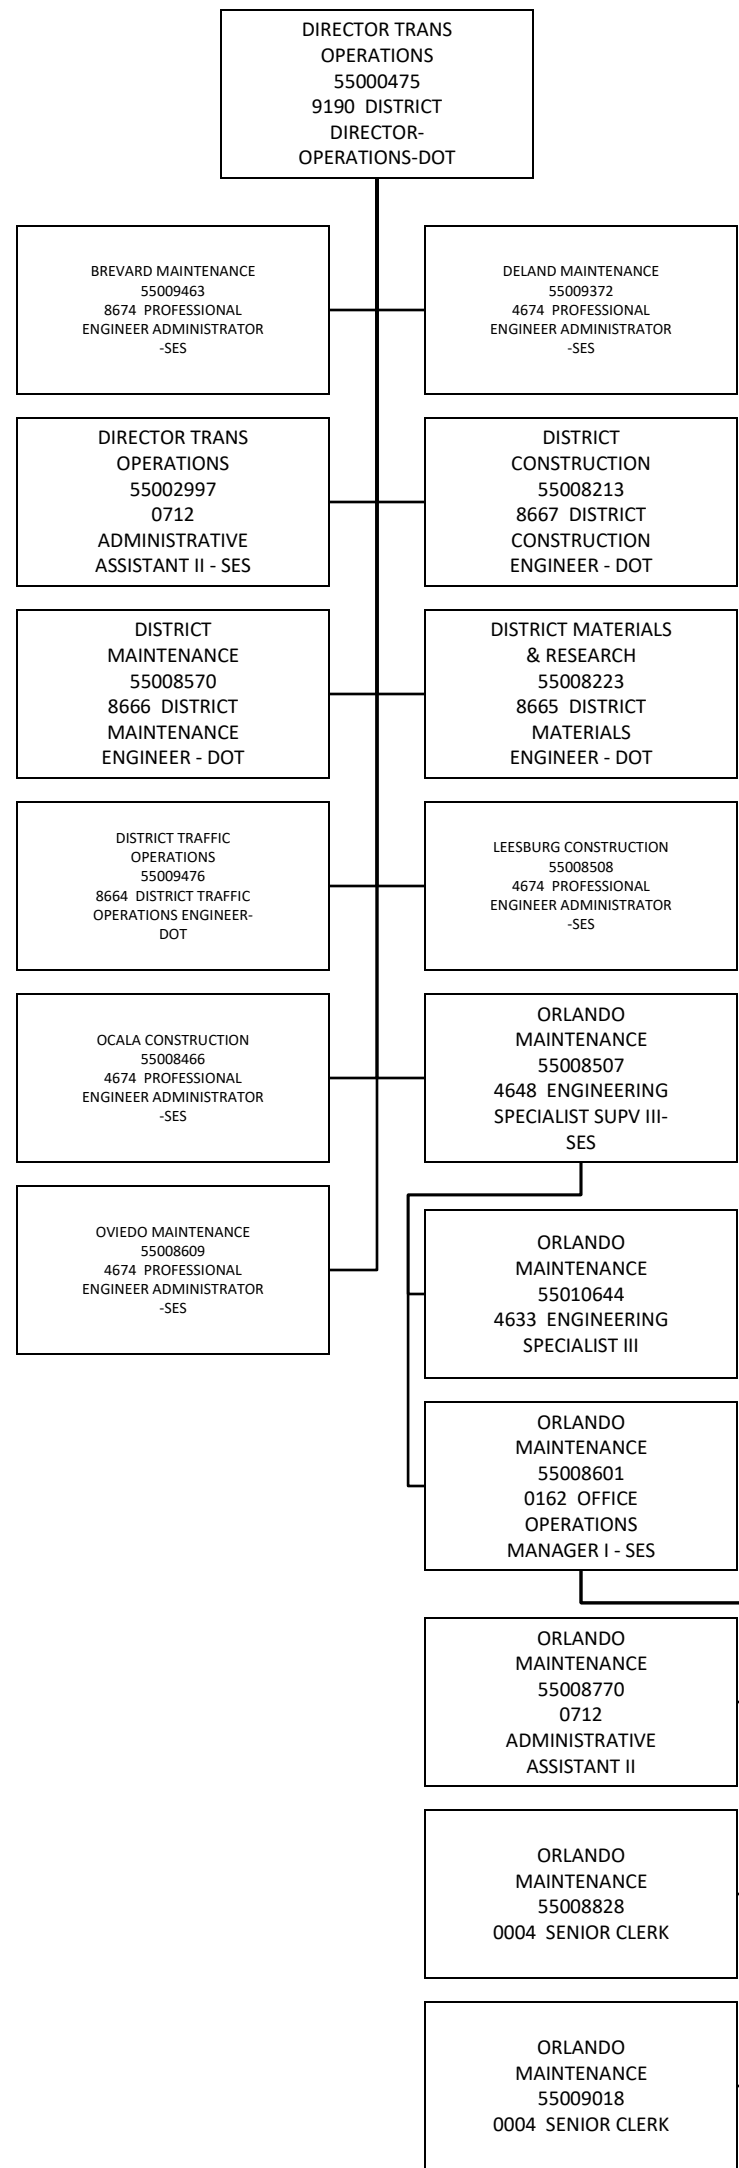 DIRECTOR TRANS
OPERATIONS
55000475
9190  DISTRICT
DIRECTOR-
OPERATIONS-DOT
BREVARD MAINTENANCE
55009463
8674  PROFESSIONAL
ENGINEER ADMINISTRATOR
-SES
DELAND MAINTENANCE
55009372
4674  PROFESSIONAL
ENGINEER ADMINISTRATOR
-SES
DIRECTOR TRANS
OPERATIONS
55002997
0712
ADMINISTRATIVE
ASSISTANT II - SES
DISTRICT
CONSTRUCTION
55008213
8667  DISTRICT
CONSTRUCTION
ENGINEER - DOT
DISTRICT
MAINTENANCE
55008570
8666  DISTRICT
MAINTENANCE
ENGINEER - DOT
DISTRICT MATERIALS
& RESEARCH
55008223
8665  DISTRICT
MATERIALS
ENGINEER - DOT
DISTRICT TRAFFIC
OPERATIONS
55009476
8664  DISTRICT TRAFFIC
OPERATIONS ENGINEER-
DOT
LEESBURG CONSTRUCTION
55008508
4674  PROFESSIONAL
ENGINEER ADMINISTRATOR
-SES
OCALA CONSTRUCTION
55008466
4674  PROFESSIONAL
ENGINEER ADMINISTRATOR
-SES
ORLANDO
MAINTENANCE
55008507
4648  ENGINEERING
SPECIALIST SUPV III-
SES
OVIEDO MAINTENANCE
55008609
4674  PROFESSIONAL
ENGINEER ADMINISTRATOR
-SES
ORLANDO
MAINTENANCE
55010644
4633  ENGINEERING
SPECIALIST III
ORLANDO
MAINTENANCE
55008601
0162  OFFICE
OPERATIONS
MANAGER I - SES
ORLANDO
MAINTENANCE
55008770
0712
ADMINISTRATIVE
ASSISTANT II
ORLANDO
MAINTENANCE
55008828
0004  SENIOR CLERK
ORLANDO
MAINTENANCE
55009018
0004  SENIOR CLERK